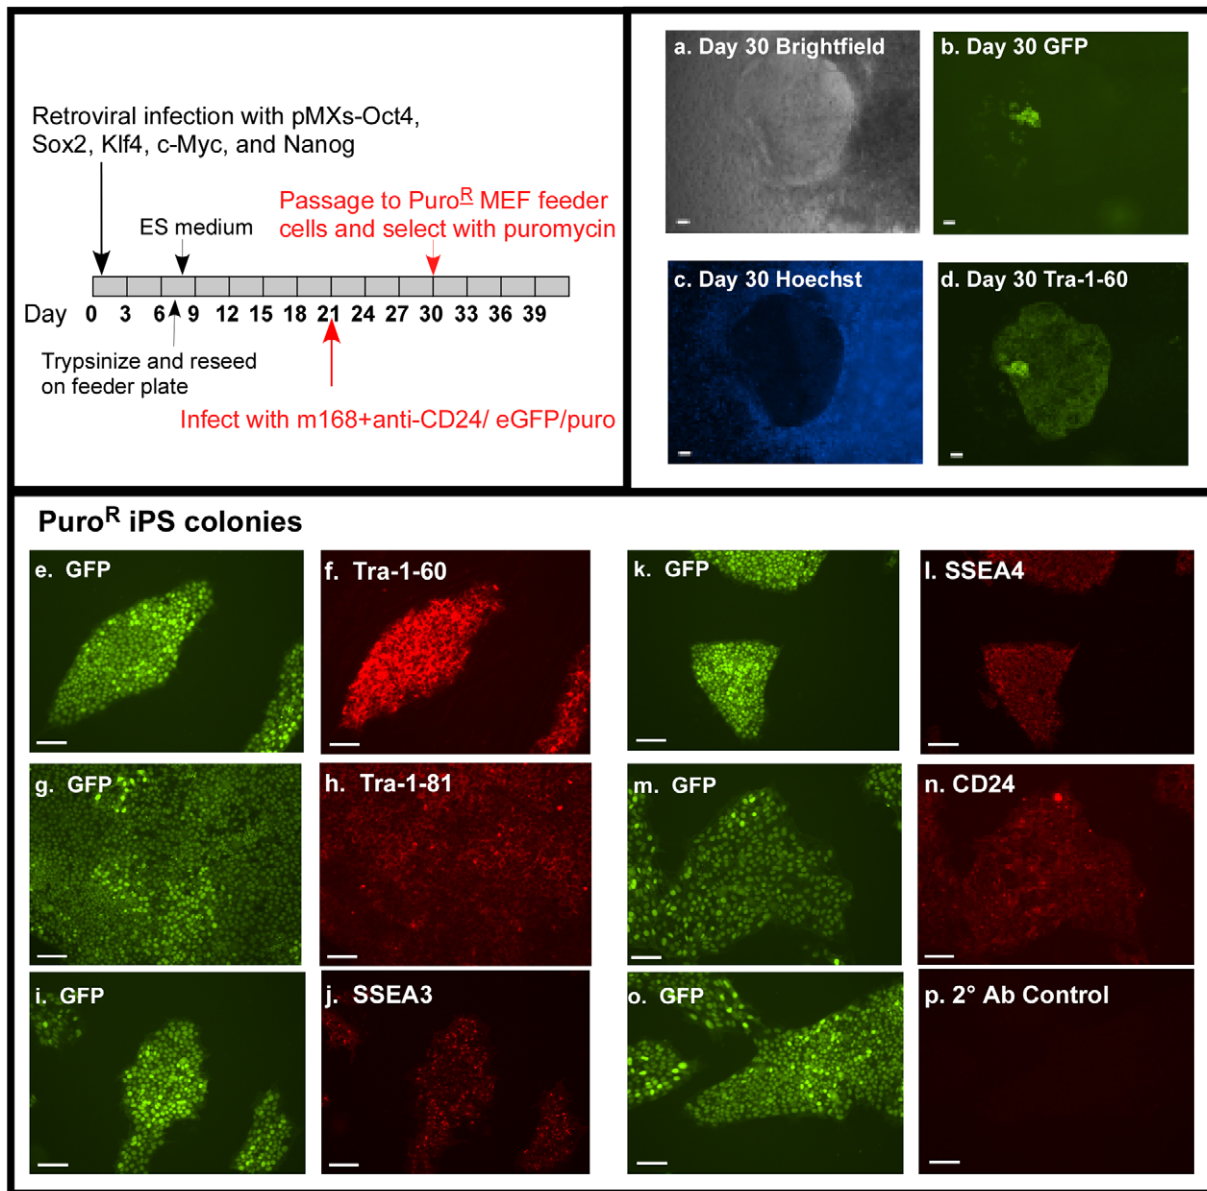 Retroviral infection with pMXs-Oct4,
Sox2, Klf4, c-Myc, and Nanog
Passage to Puroᴿ MEF feeder
cells and select with puromycin
ES medium
Day 0 3 6 9 12 15 18 21 24 27 30 33 36 39
Trypsinize and reseed
on feeder plate
Infect with m168+anti-CD24/ eGFP/puro
a. Day 30 Brightfield
b. Day 30 GFP
c. Day 30 Hoechst
d. Day 30 Tra-1-60
Puroᴿ iPS colonies
e. GFP
f. Tra-1-60
k. GFP
l. SSEA4
g. GFP
h. Tra-1-81
m. GFP
n. CD24
i. GFP
j. SSEA3
o. GFP
p. 2° Ab Control